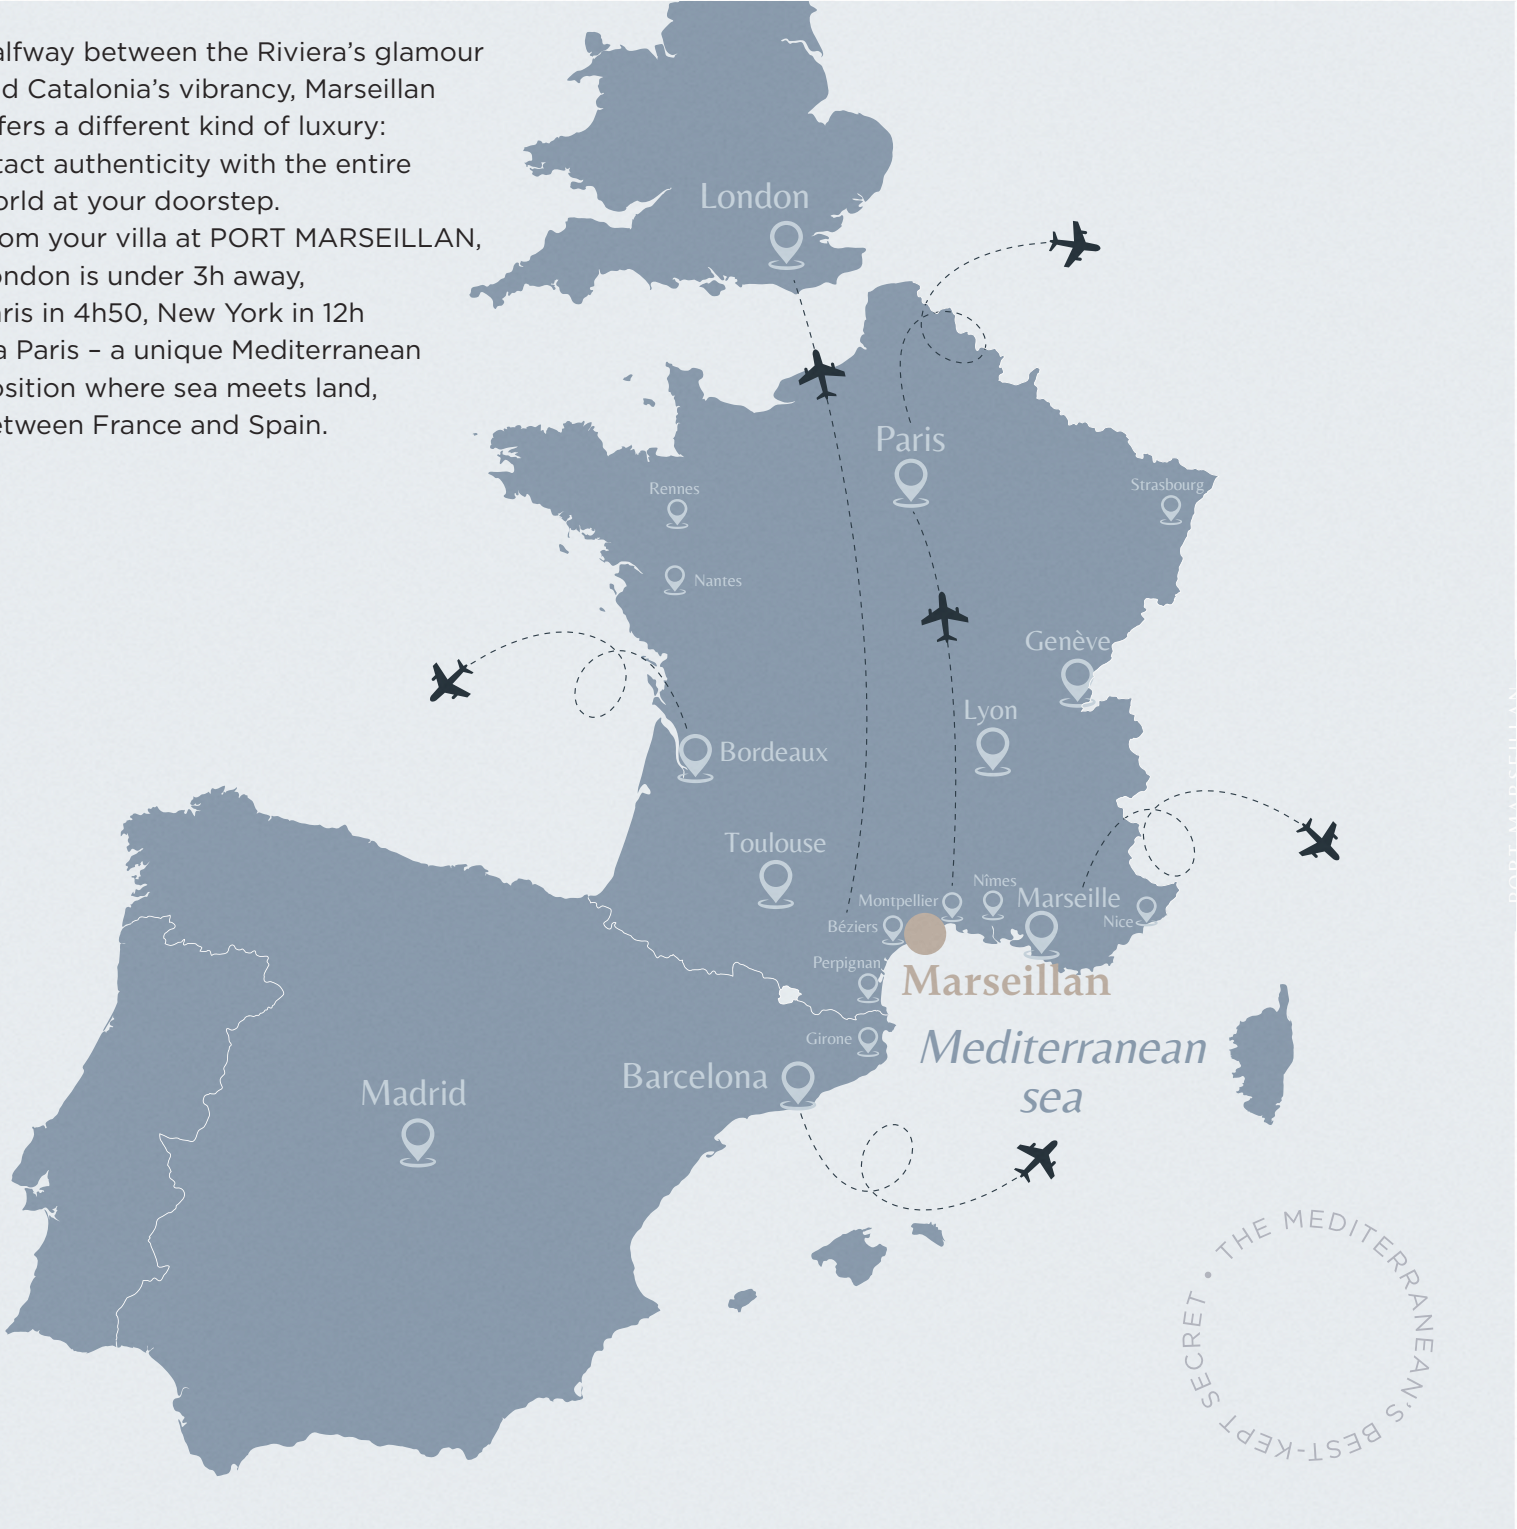 alfway between the Riviera’s glamour
d Catalonia’s vibrancy, Marseillan
ffers a different kind of luxury:
tact authenticity with the entire
orld at your doorstep.
om your villa at PORT MARSEILLAN,
ondon is under 3h away,
aris in 4h50, New York in 12h
a Paris – a unique Mediterranean
osition where sea meets land,
etween France and Spain.
London
Paris
Rennes
Strasbourg
Nantes
Genève
Lyon
Bordeaux
Toulouse
Nîmes
Montpellier
Marseille
Nice
Béziers
Perpignan
Marseillan
Girone
Mediterranean
sea
Barcelona
Madrid
THE MEDITERRANEAN’S BEST-KEPT SECRET •
PORT MARSEILLAN